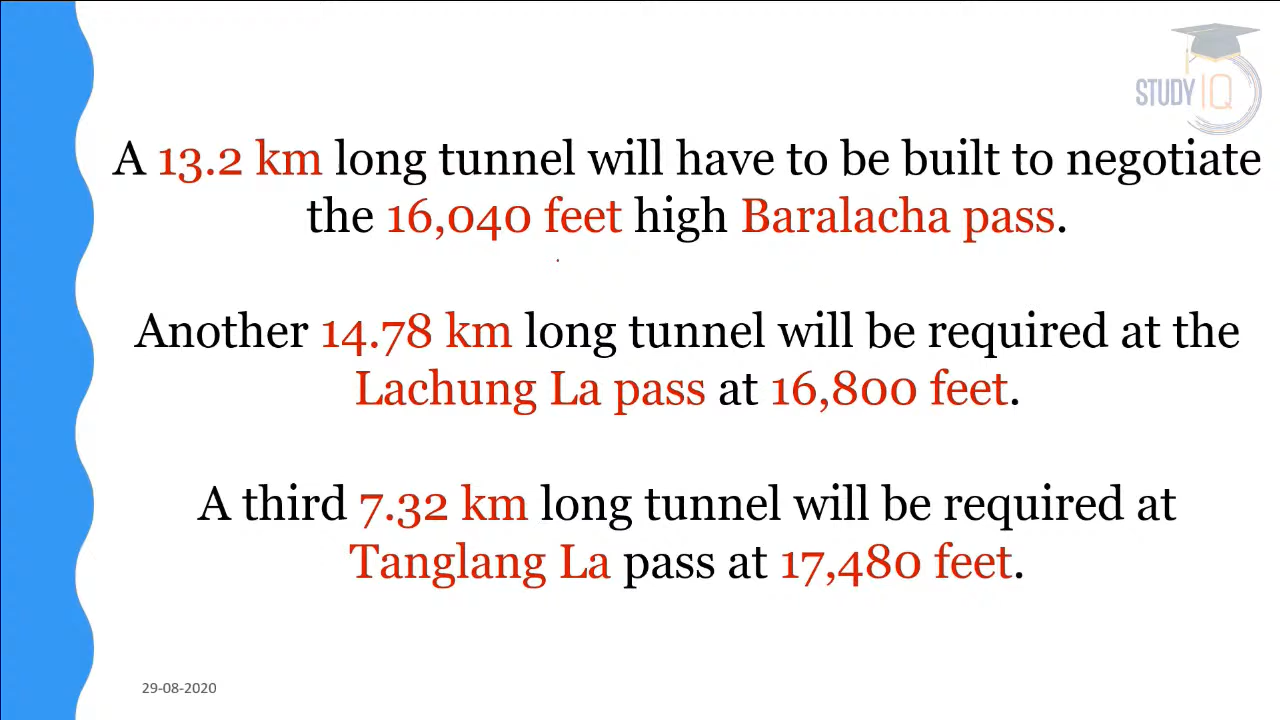 STUDY IQ
A 13.2 km long tunnel will have to be built to negotiate
the 16,040 feet high Baralacha pass.
Another 14.78 km long tunnel will be required at the
Lachung La pass at 16,800 feet.
A third 7.32 km long tunnel will be required at
Tanglang La pass at 17,480 feet.
29-08-2020